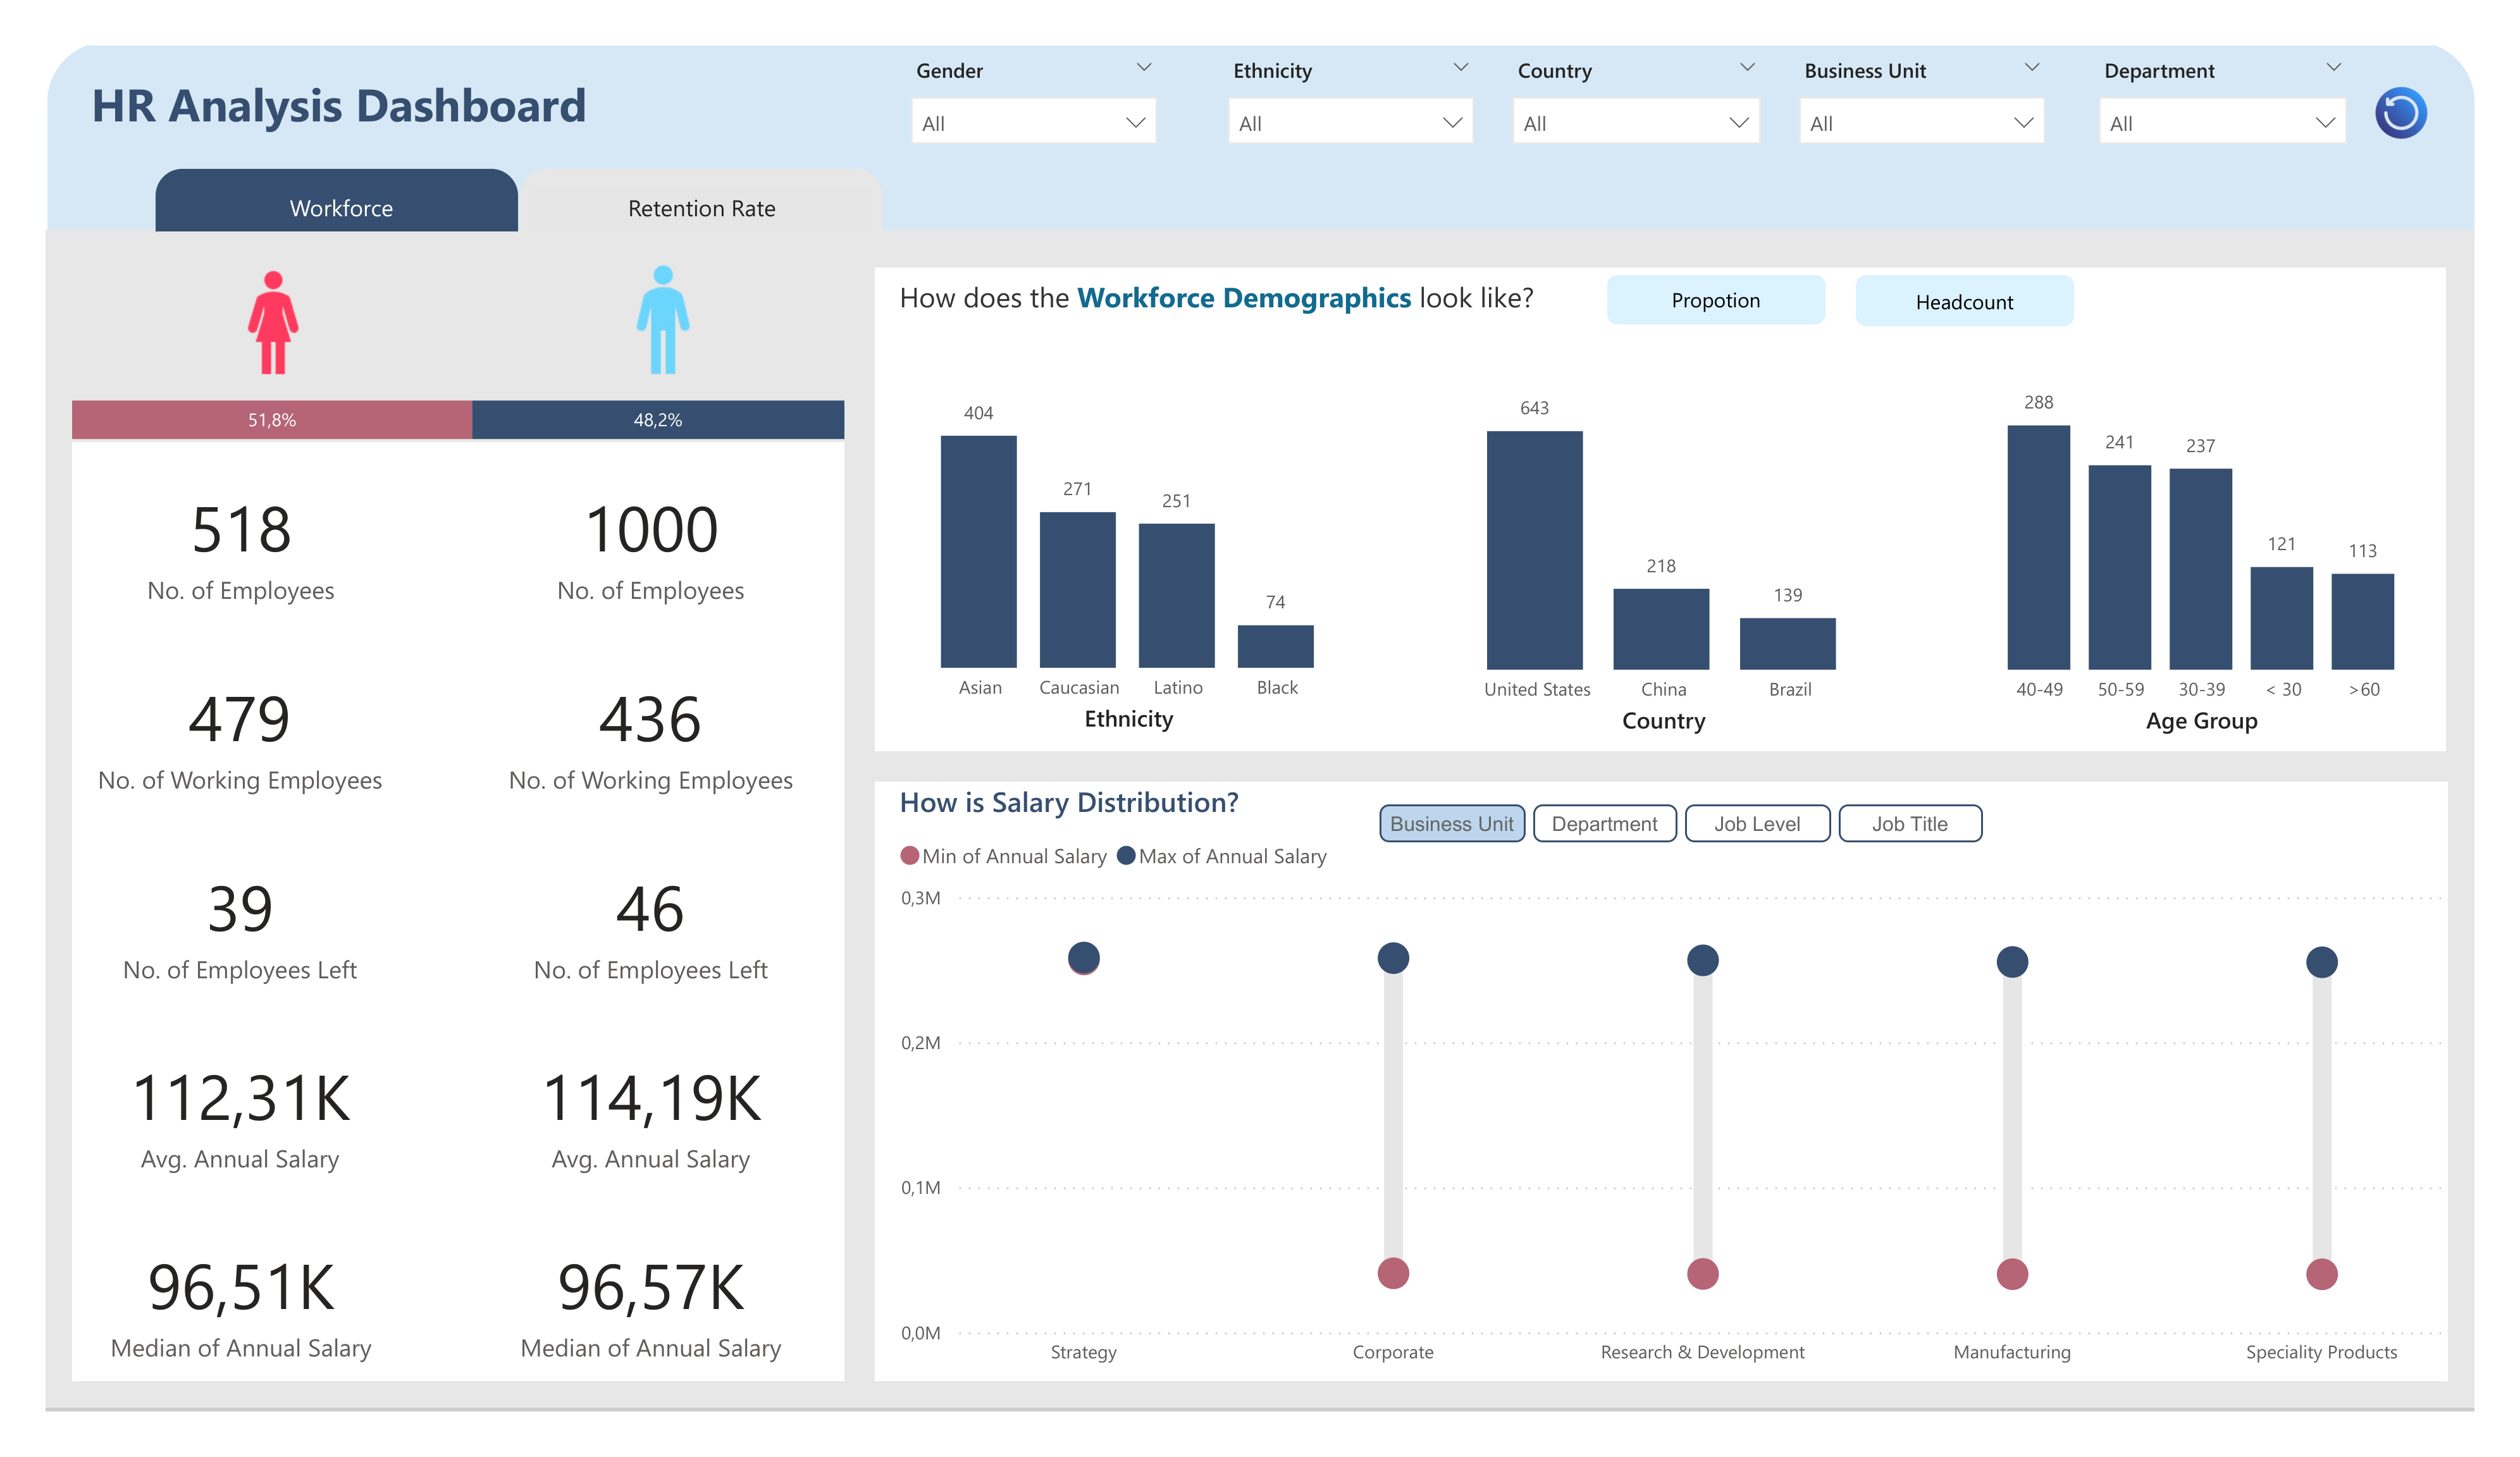 HR Analysis Dashboard
Gender
All
Ethnicity
All
Country
All
Business Unit
All
Department
All
Workforce
Retention Rate
51,8%
48,2%
518
No. of Employees
1000
No. of Employees
479
No. of Working Employees
436
No. of Working Employees
39
No. of Employees Left
46
No. of Employees Left
112,31K
Avg. Annual Salary
114,19K
Avg. Annual Salary
96,51K
Median of Annual Salary
96,57K
Median of Annual Salary
How does the Workforce Demographics look like?
Propotion
Headcount
404
271
251
74
Asian
Caucasian
Latino
Black
Ethnicity
643
218
139
United States
China
Brazil
Country
288
241
237
121
113
40-49
50-59
30-39
< 30
>60
Age Group
How is Salary Distribution?
Business Unit
Department
Job Level
Job Title
Min of Annual Salary
Max of Annual Salary
0,3M
0,2M
0,1M
0,0M
Strategy
Corporate
Research & Development
Manufacturing
Speciality Products